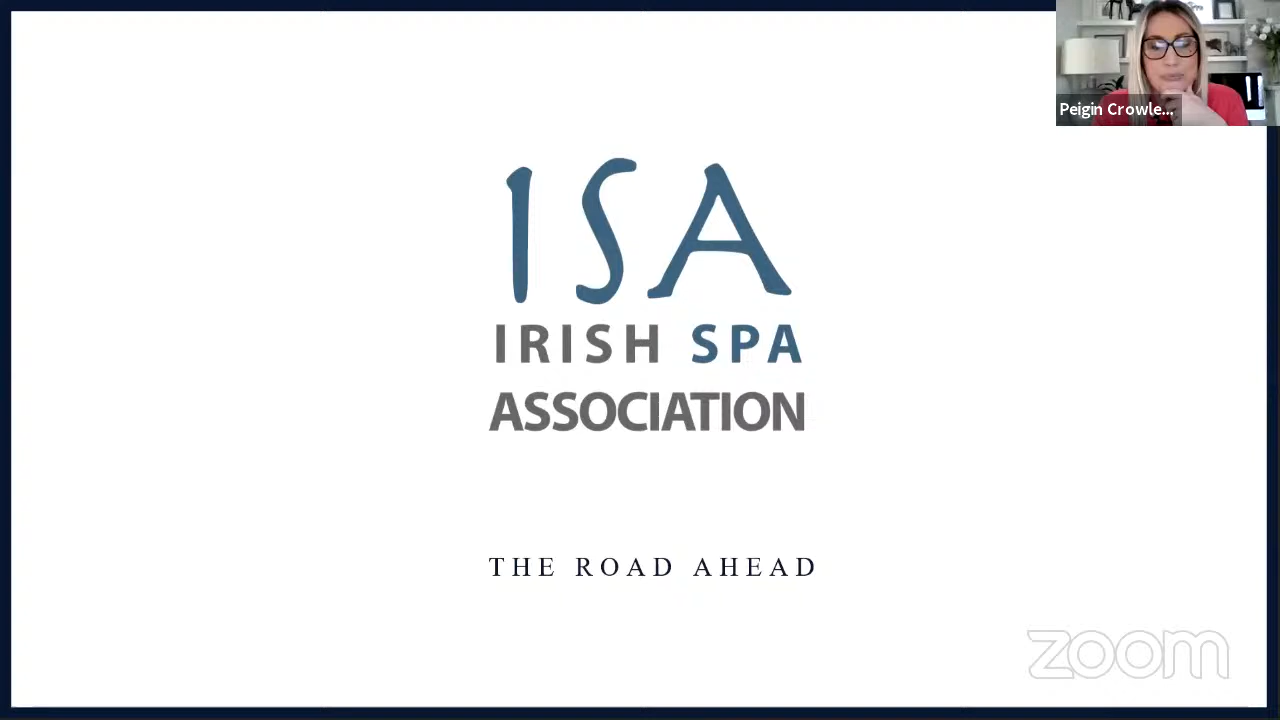 Peigin Crowle...
ISA
IRISH SPA
ASSOCIATION
THE ROAD AHEAD
zoom